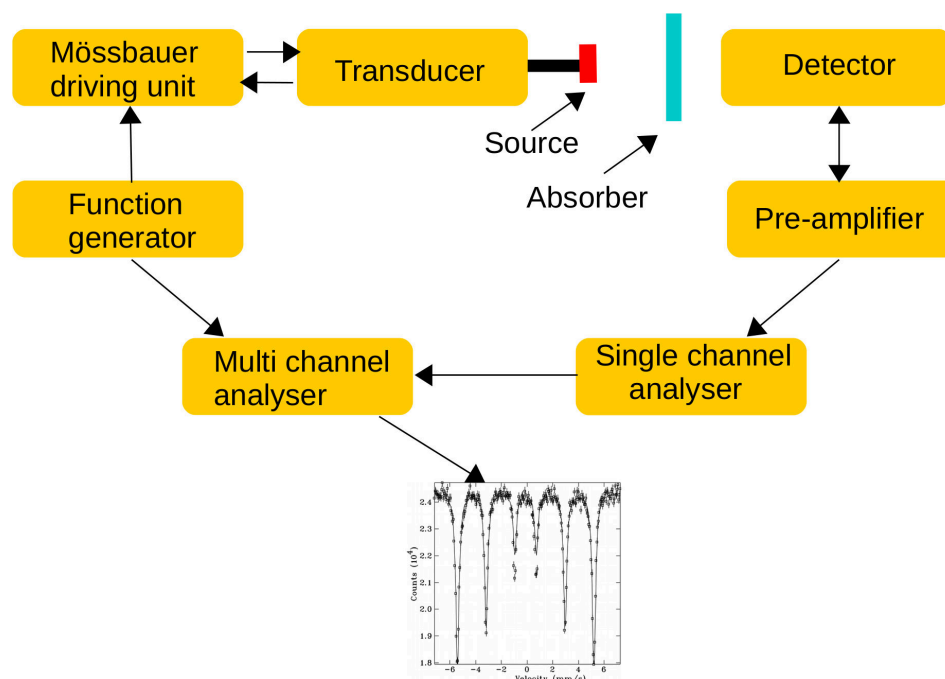 Mössbauer
driving unit
Transducer
Detector
Source
Absorber
Function
generator
Pre-amplifier
Multi channel
analyser
Single channel
analyser
2.4
2.3
2.2
2.1
2.0
1.9
1.8
Counts (10⁴)
-6 -4 -2 0 2 4 6
Velocity (mm/s)